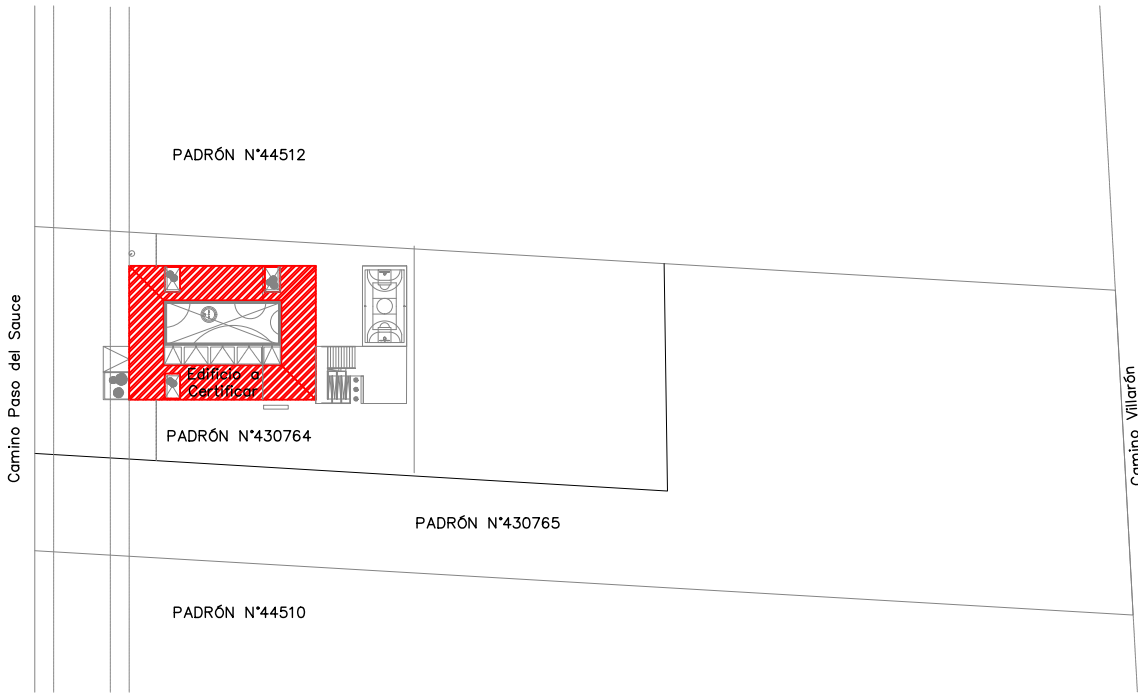 PADRÓN N°44512
Camino Paso del Sauce
Edificio a
Certificar
Camino Villarón
PADRÓN N°430764
PADRÓN N°430765
PADRÓN N°44510